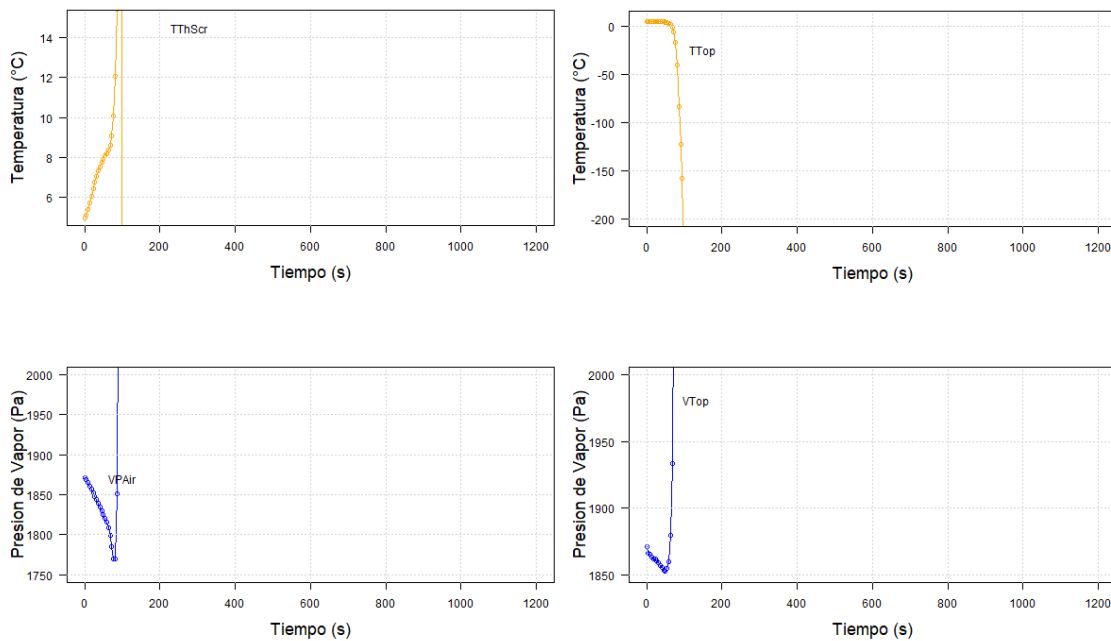 TThScr
Temperatura (°C)
14
12
10
8
6
0 200 400 600 800 1000 1200
Tiempo (s)
TTop
Temperatura (°C)
0
-50
-100
-150
-200
0 200 400 600 800 1000 1200
Tiempo (s)
VPAir
Presion de Vapor (Pa)
2000
1950
1900
1850
1800
1750
0 200 400 600 800 1000 1200
Tiempo (s)
VTop
Presion de Vapor (Pa)
2000
1950
1900
1850
0 200 400 600 800 1000 1200
Tiempo (s)